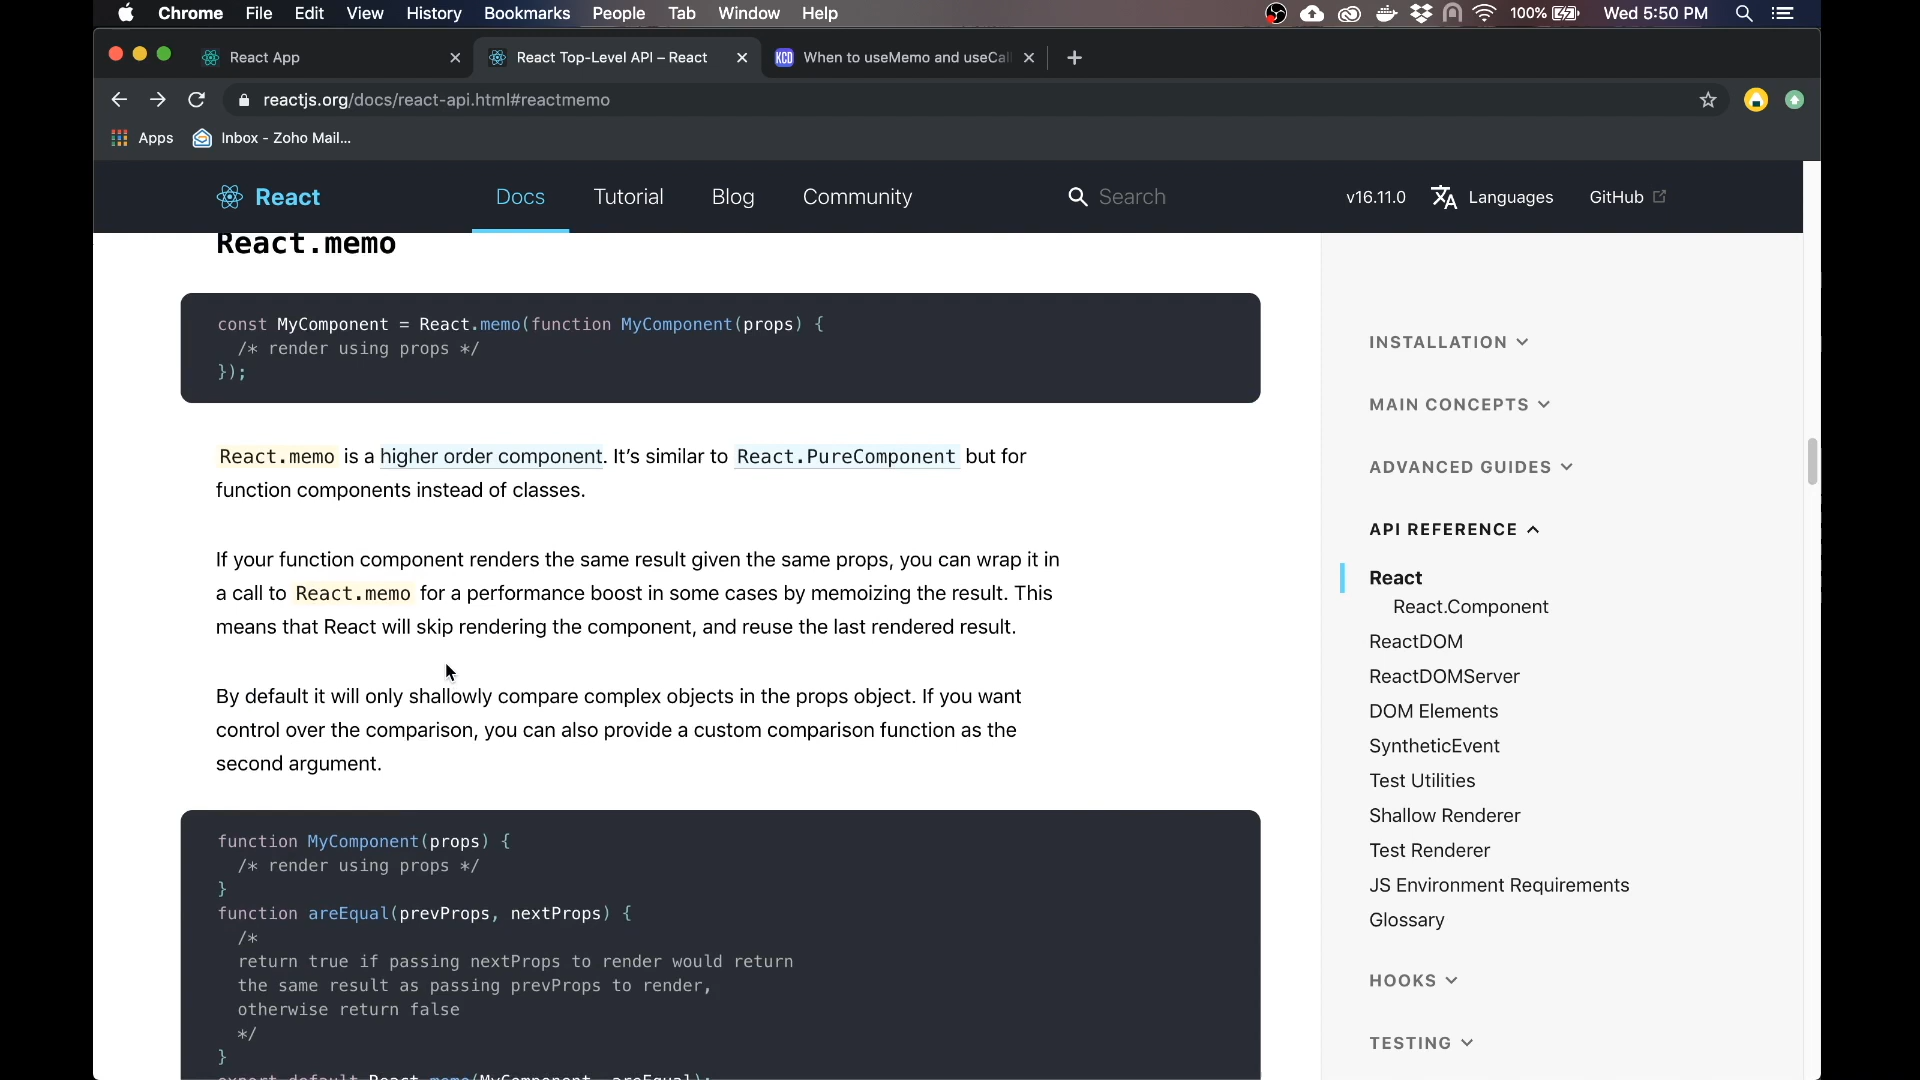 Chrome File Edit View History Bookmarks People Tab Window Help 100% Wed 5:50 PM
React App React Top-Level API – React KCD When to useMemo and useCal
reactjs.org/docs/react-api.html#reactmemo
Apps Inbox - Zoho Mail...
React Docs Tutorial Blog Community Search v16.11.0 Languages GitHub
React.memo
const MyComponent = React.memo(function MyComponent(props) {
/* render using props */
});
React.memo is a higher order component. It’s similar to React.PureComponent but for
function components instead of classes.
If your function component renders the same result given the same props, you can wrap it in
a call to React.memo for a performance boost in some cases by memoizing the result. This
means that React will skip rendering the component, and reuse the last rendered result.
By default it will only shallowly compare complex objects in the props object. If you want
control over the comparison, you can also provide a custom comparison function as the
second argument.
function MyComponent(props) {
/* render using props */
}
function areEqual(prevProps, nextProps) {
/*
return true if passing nextProps to render would return
the same result as passing prevProps to render,
otherwise return false
*/
}
export default React.memo(MyComponent, areEqual);
INSTALLATION
MAIN CONCEPTS
ADVANCED GUIDES
API REFERENCE
React
React.Component
ReactDOM
ReactDOMServer
DOM Elements
SyntheticEvent
Test Utilities
Shallow Renderer
Test Renderer
JS Environment Requirements
Glossary
HOOKS
TESTING